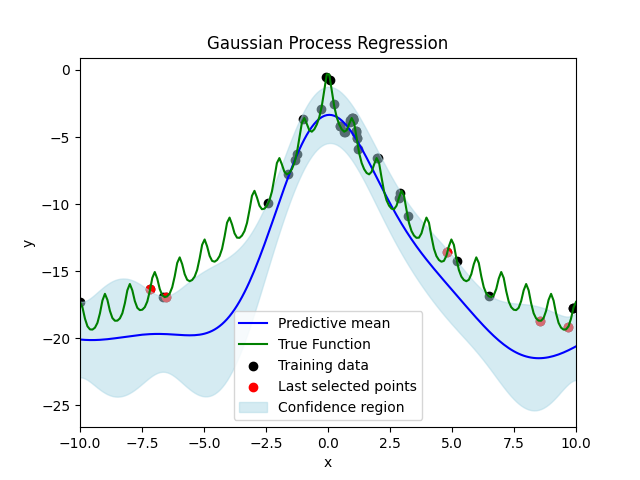 Gaussian Process Regression
y
0
−5
−10
−15
−20
−25
Predictive mean
True Function
Training data
Last selected points
Confidence region
−10.0 −7.5 −5.0 −2.5 0.0 2.5 5.0 7.5 10.0
x